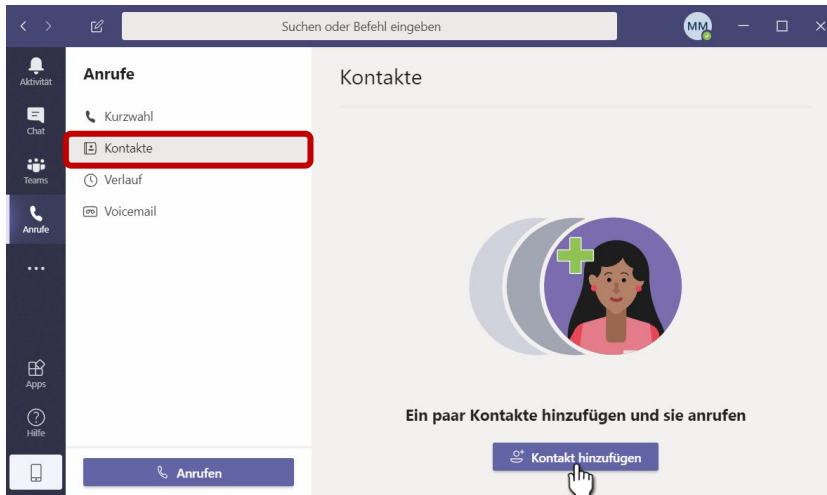 Suchen oder Befehl eingeben
MM
Aktivität
Chat
Teams
Anrufe
Apps
Hilfe
Anrufe
Kurzwahl
Kontakte
Verlauf
Voicemail
Anrufen
Kontakte
Ein paar Kontakte hinzufügen und sie anrufen
Kontakt hinzufügen